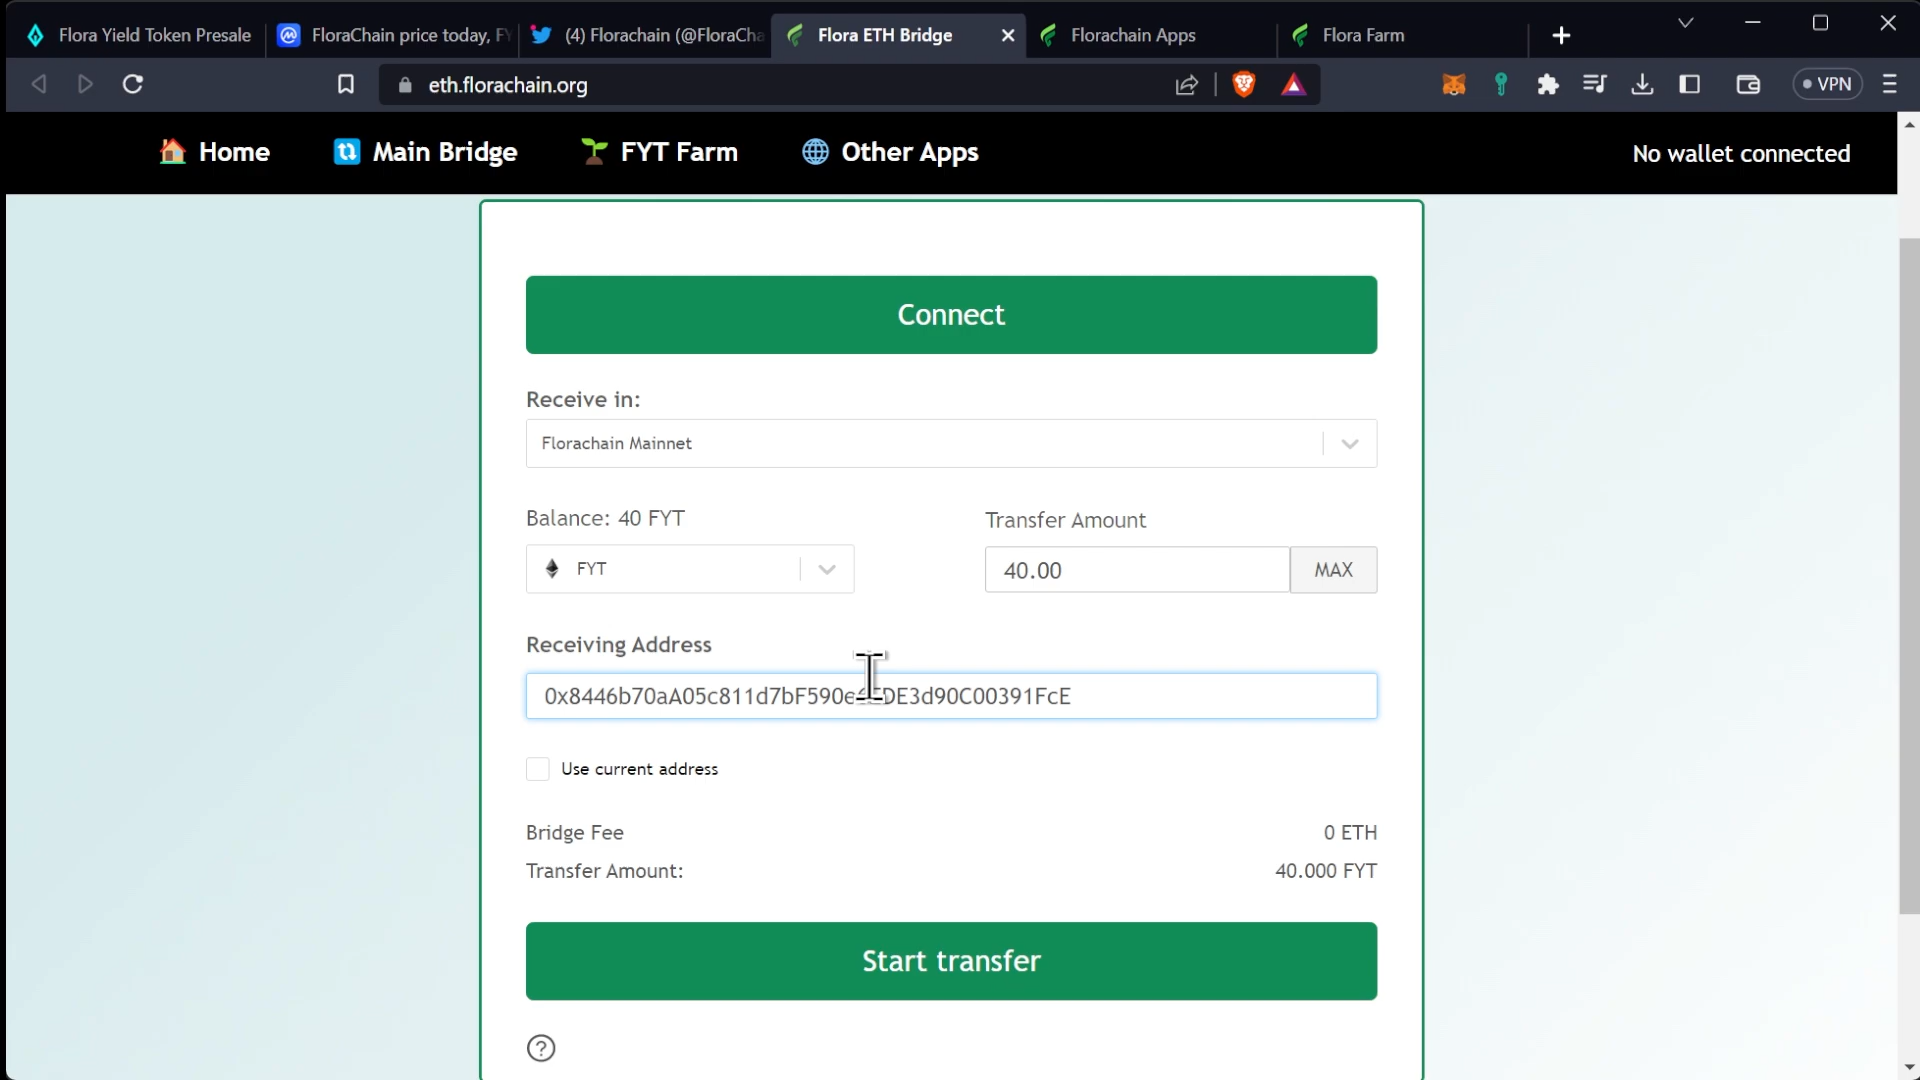 Flora Yield Token Presale
FloraChain price today, FY
(4) Florachain (@FloraCha
Flora ETH Bridge
Florachain Apps
Flora Farm
eth.florachain.org
VPN
Home
Main Bridge
FYT Farm
Other Apps
No wallet connected
Connect
Receive in:
Florachain Mainnet
Balance: 40 FYT
Transfer Amount
FYT
40.00
MAX
Receiving Address
Use current address
Bridge Fee
0 ETH
Transfer Amount:
40.000 FYT
Start transfer